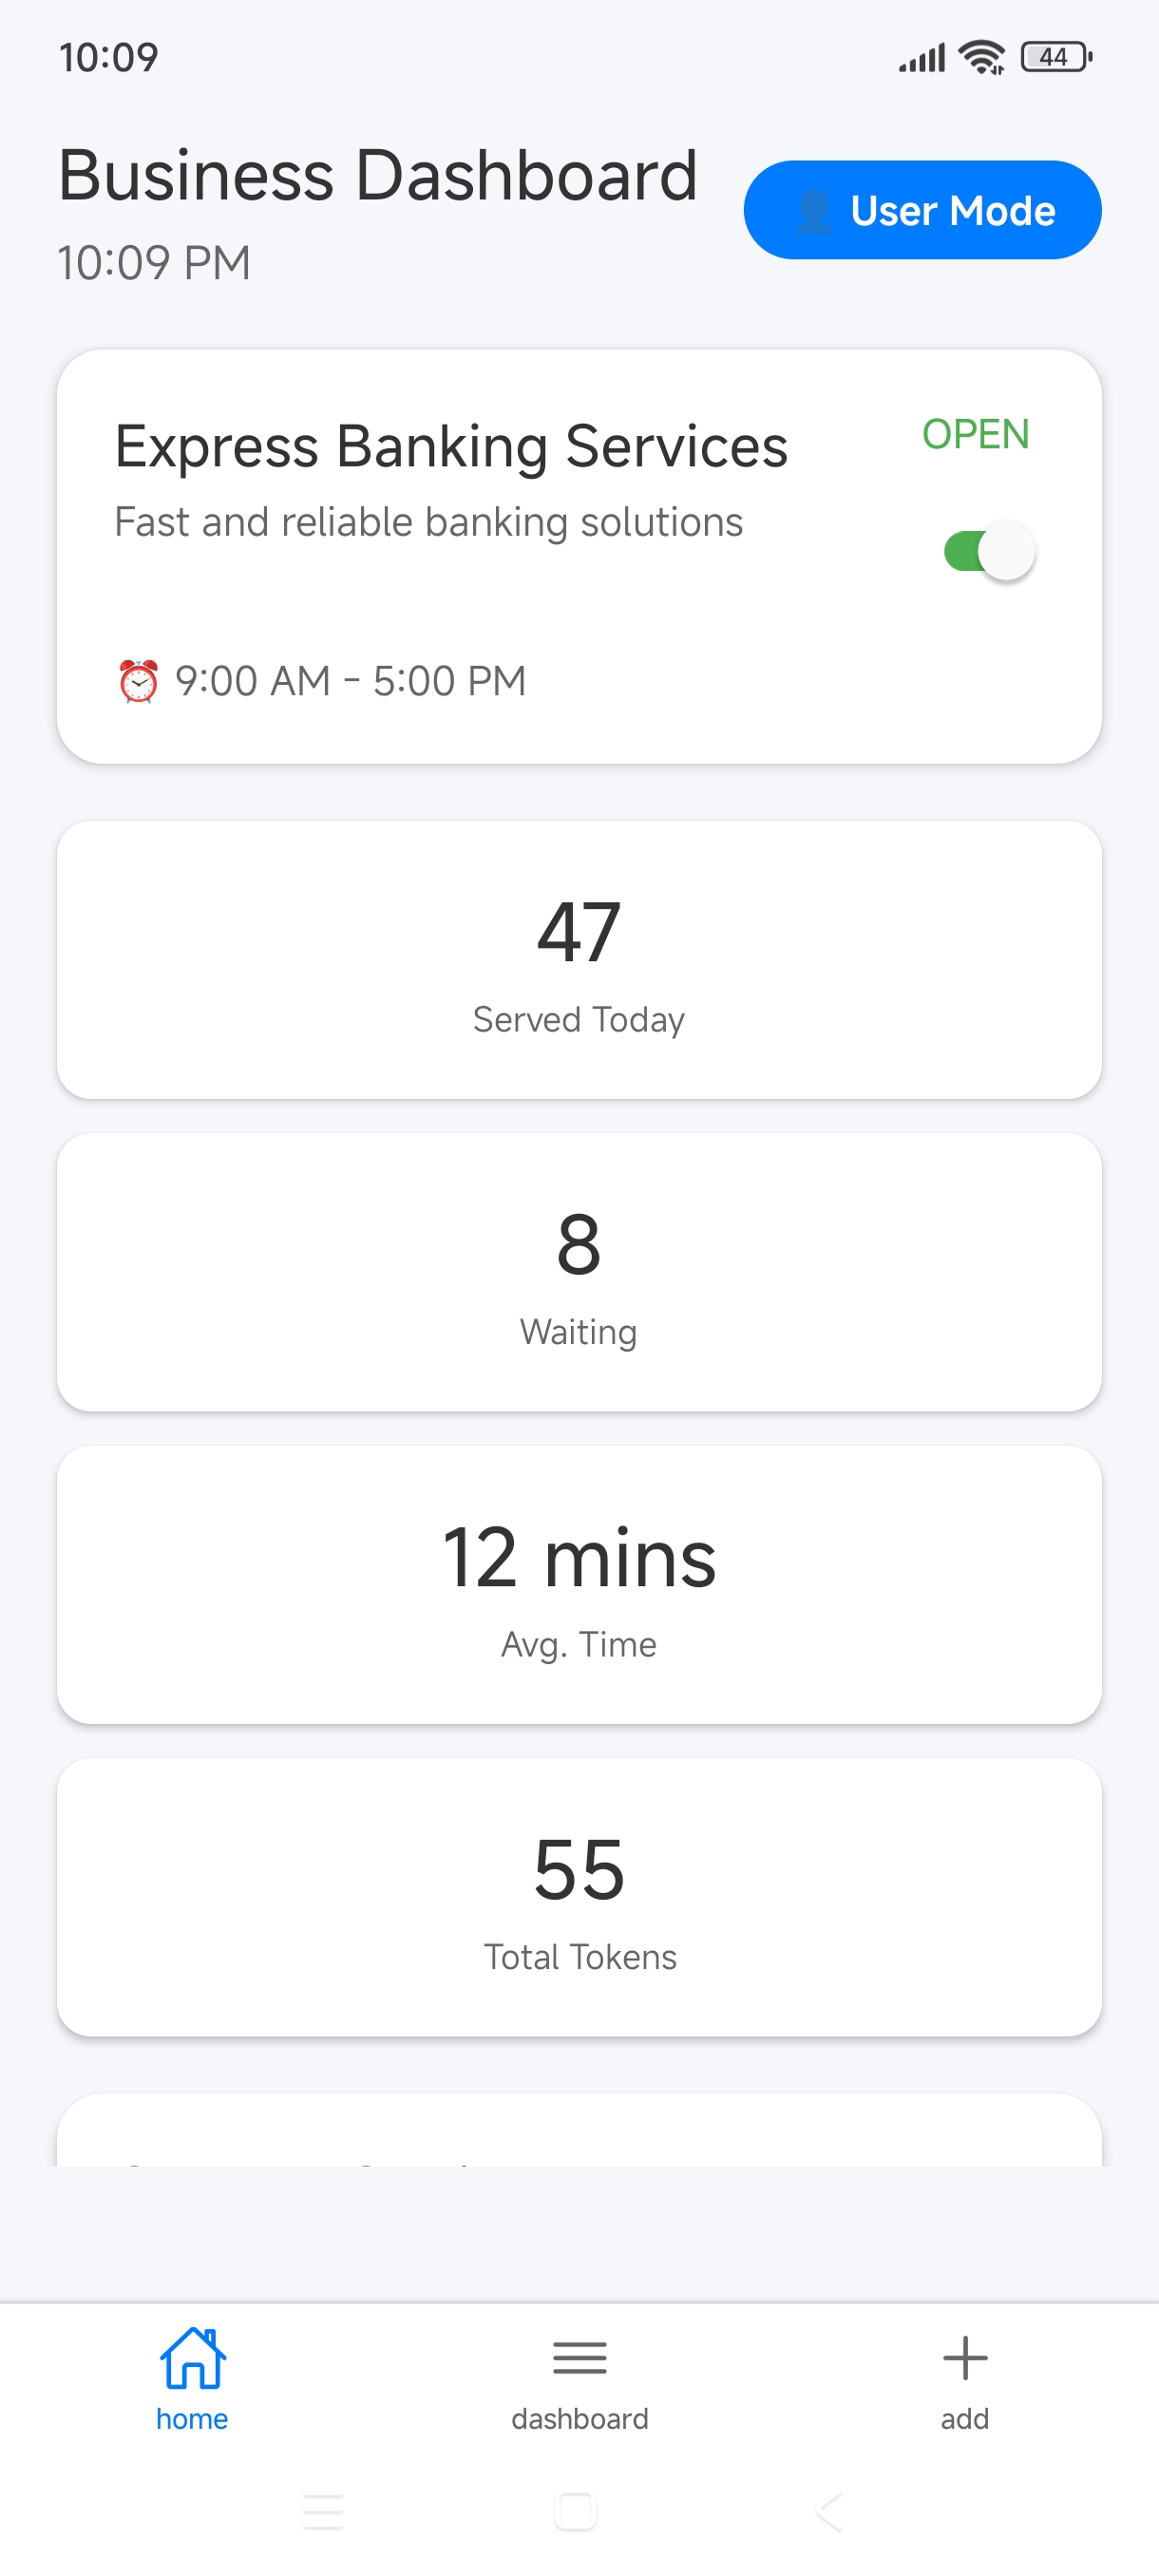 10:09
44
Business Dashboard
👤 User Mode
10:09 PM
Express Banking Services
OPEN
Fast and reliable banking solutions
⏰ 9:00 AM - 5:00 PM
47
Served Today
8
Waiting
12 mins
Avg. Time
55
Total Tokens
home
dashboard
add